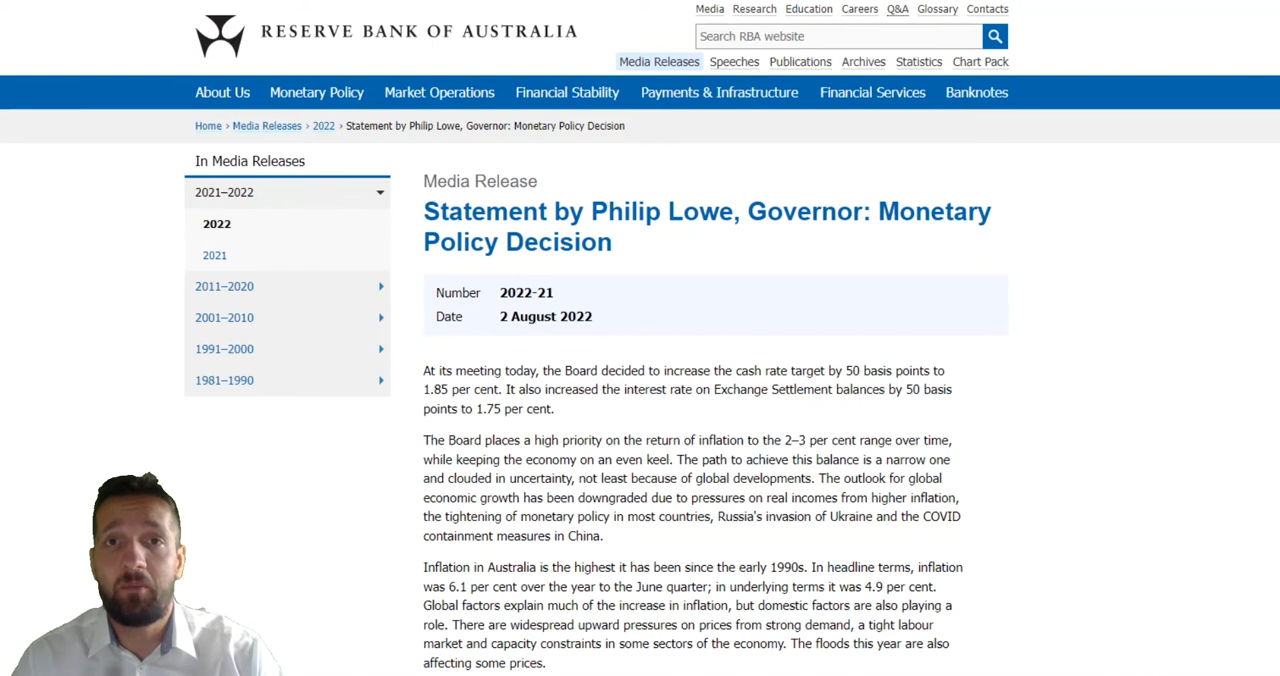 Media Research Education Careers Q&A Glossary Contacts
RESERVE BANK OF AUSTRALIA
Search RBA website
Media Releases Speeches Publications Archives Statistics Chart Pack
About Us Monetary Policy Market Operations Financial Stability Payments & Infrastructure Financial Services Banknotes
Home › Media Releases › 2022 › Statement by Philip Lowe, Governor: Monetary Policy Decision
In Media Releases
2021–2022
2022
2021
2011–2020
2001–2010
1991–2000
1981–1990
Media Release
Statement by Philip Lowe, Governor: Monetary
Policy Decision
Number 2022-21
Date 2 August 2022
At its meeting today, the Board decided to increase the cash rate target by 50 basis points to
1.85 per cent. It also increased the interest rate on Exchange Settlement balances by 50 basis
points to 1.75 per cent.
The Board places a high priority on the return of inflation to the 2–3 per cent range over time,
while keeping the economy on an even keel. The path to achieve this balance is a narrow one
and clouded in uncertainty, not least because of global developments. The outlook for global
economic growth has been downgraded due to pressures on real incomes from higher inflation,
the tightening of monetary policy in most countries, Russia's invasion of Ukraine and the COVID
containment measures in China.
Inflation in Australia is the highest it has been since the early 1990s. In headline terms, inflation
was 6.1 per cent over the year to the June quarter; in underlying terms it was 4.9 per cent.
Global factors explain much of the increase in inflation, but domestic factors are also playing a
role. There are widespread upward pressures on prices from strong demand, a tight labour
market and capacity constraints in some sectors of the economy. The floods this year are also
affecting some prices.